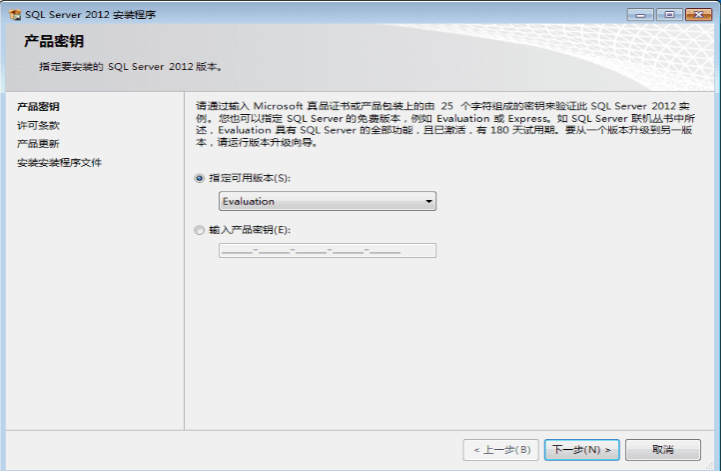 SQL Server 2012 安装程序
产品密钥
指定要安装的 SQL Server 2012 版本。
产品密钥
许可条款
产品更新
安装安装程序文件
请通过输入 Microsoft 真品证书或产品包装上的由 25 个字符组成的密钥来验证此 SQL Server 2012 实
例。您也可以指定 SQL Server 的免费版本，例如 Evaluation 或 Express。如 SQL Server 联机丛书中所
述，Evaluation 具有 SQL Server 的全部功能，且已激活，有 180 天试用期。要从一个版本升级到另一版
本，请运行版本升级向导。
指定可用版本(S):
Evaluation
输入产品密钥(E):
_____-_____-_____-_____-_____
< 上一步(B)
下一步(N) >
取消